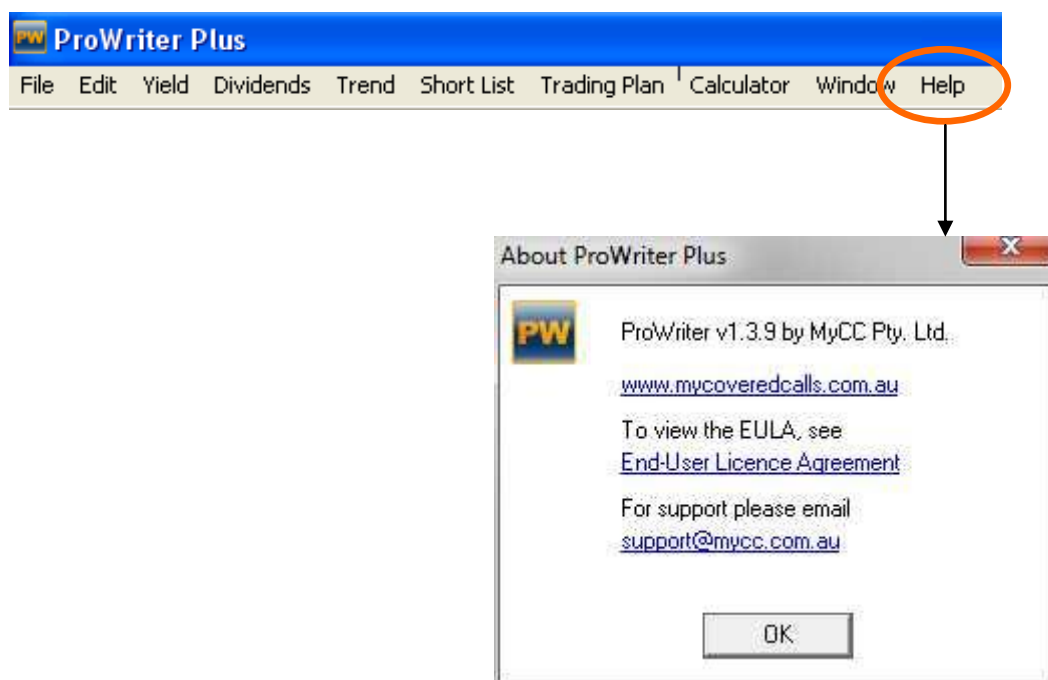 PW ProWriter Plus
File Edit Yield Dividends Trend Short List Trading Plan Calculator Window Help
About ProWriter Plus
PW
ProWriter v1.3.9 by MyCC Pty. Ltd.
www.mycoveredcalls.com.au
To view the EULA, see
End-User Licence Agreement
For support please email
support@mycc.com.au
OK